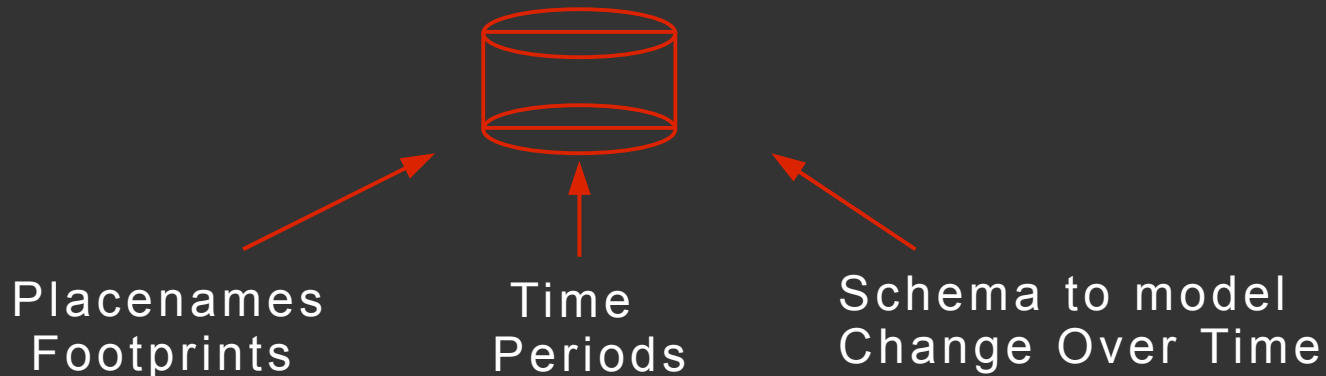 Placenames
Footprints
Time
Periods
Schema to model
Change Over Time